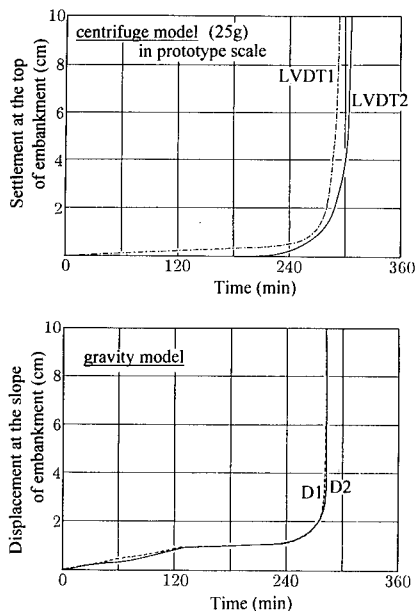 centrifuge model (25g)
in prototype scale
LVDT1
LVDT2
Settlement at the top
of embankment (cm)
10
8
6
4
2
0 120 240 360
Time (min)
gravity model
D1 D2
Displacement at the slope
of embankment (cm)
10
8
6
4
2
0 120 240 360
Time (min)